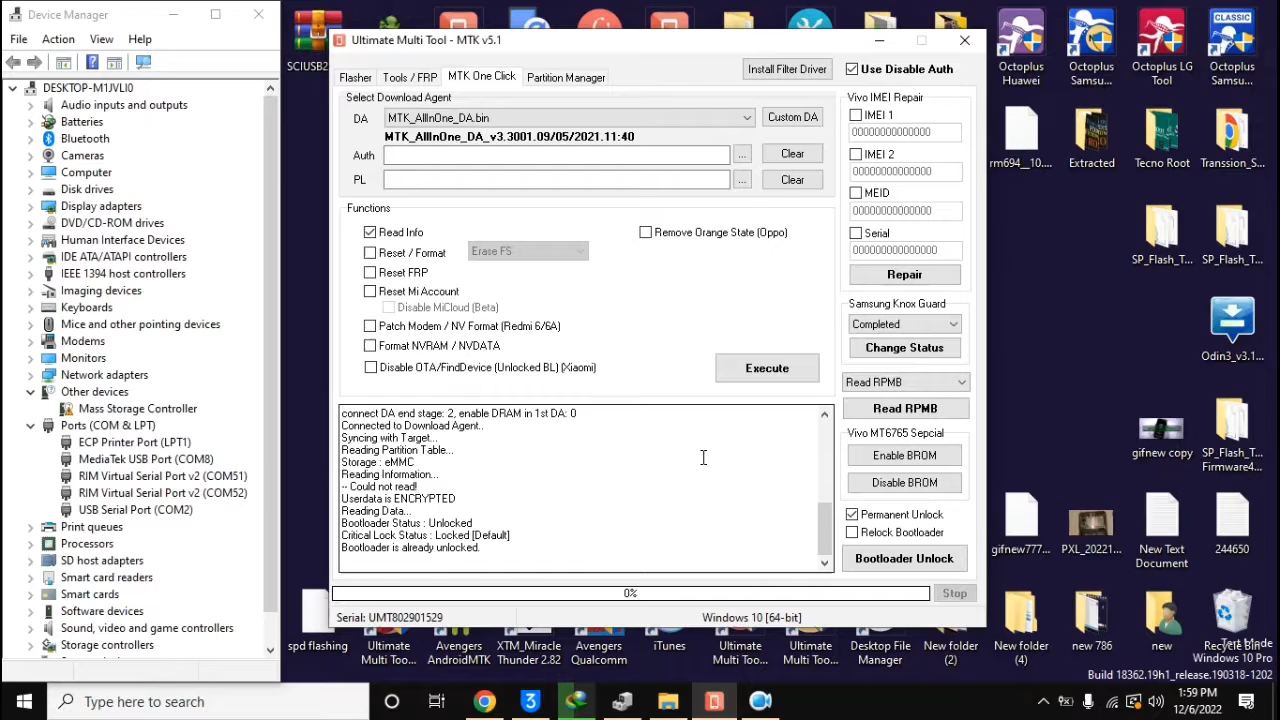 Device Manager
File Action View Help
DESKTOP-M1JVLI0
Audio inputs and outputs
Batteries
Bluetooth
Cameras
Computer
Disk drives
Display adapters
DVD/CD-ROM drives
Human Interface Devices
IDE ATA/ATAPI controllers
IEEE 1394 host controllers
Imaging devices
Keyboards
Mice and other pointing devices
Modems
Monitors
Network adapters
Other devices
Mass Storage Controller
Ports (COM & LPT)
ECP Printer Port (LPT1)
MediaTek USB Port (COM8)
RIM Virtual Serial Port v2 (COM51)
RIM Virtual Serial Port v2 (COM52)
USB Serial Port (COM2)
Print queues
Processors
SD host adapters
Smart card readers
Smart cards
Software devices
Sound, video and game controllers
Storage controllers
SCIUSB2
Ultimate Multi Tool - MTK v5.1
Flasher Tools / FRP MTK One Click Partition Manager
Install Filter Driver
Use Disable Auth
Select Download Agent
DA MTK_AllInOne_DA.bin Custom DA
MTK_AllInOne_DA_v3.3001.09/05/2021.11:40
Auth ... Clear
PL ... Clear
Functions
Read Info
Remove Orange State (Oppo)
Reset / Format Erase FS
Reset FRP
Reset Mi Account
Disable MiCloud (Beta)
Patch Modem / NV Format (Redmi 6/6A)
Format NVRAM / NVDATA
Disable OTA/FindDevice (Unlocked BL) [Xiaomi]
Execute
connect DA end stage: 2, enable DRAM in 1st DA: 0
Connected to Download Agent..
Syncing with Target...
Reading Partition Table...
Storage : eMMC
Reading Information...
-- Could not read!
Userdata is ENCRYPTED
Reading Data...
Bootloader Status : Unlocked
Critical Lock Status : Locked [Default]
Bootloader is already unlocked.
Vivo IMEI Repair
IMEI 1
00000000000000
IMEI 2
00000000000000
MEID
00000000000000
Serial
000000000000000
Repair
Samsung Knox Guard
Completed
Change Status
Read RPMB
Read RPMB
Vivo MT6765 Sepcial
Enable BROM
Disable BROM
Permanent Unlock
Relock Bootloader
Bootloader Unlock
0%
Stop
Serial: UMT802901529
Windows 10 [64-bit]
Octoplus Huawei
Octoplus Samsu...
Octoplus LG Tool
CLASSIC
Octoplus Samsu...
rm694__10....
Extracted
Tecno Root
Transsion_S...
SP_Flash_T...
SP_Flash_T...
Odin3_v3.1...
gifnew copy
SP_Flash_T... Firmware4...
gifnew777...
PXL_20221...
New Text Document
244650
spd flashing
Ultimate Multi Too...
Avengers AndroidMTK
XTM_Miracle Thunder 2.82
Avengers Qualcomm
iTunes
Ultimate Multi Too...
Ultimate Multi Too...
Desktop File Manager
New folder (2)
New folder (4)
new 786
new
Recycle Bin
Test Mode
Windows 10 Pro
Build 18362.19h1_release.190318-1202
Type here to search
1:59 PM
12/6/2022